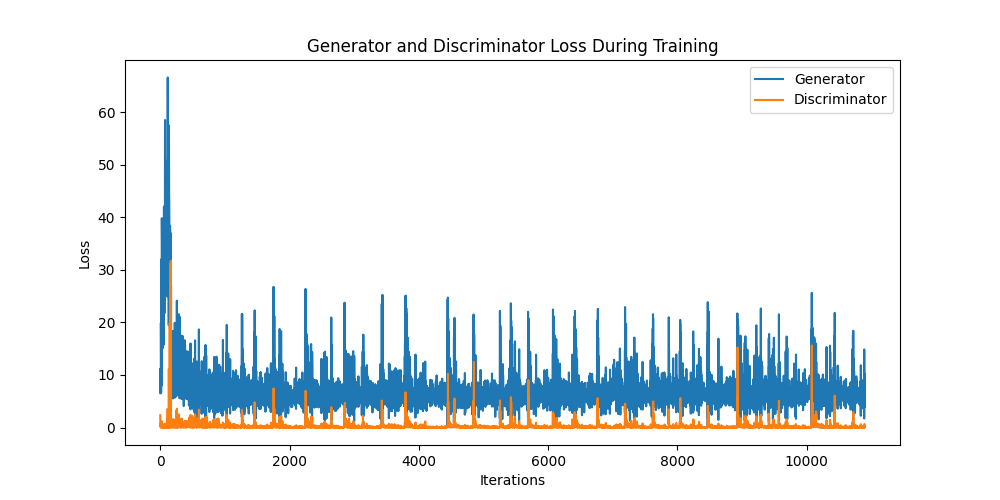 Generator and Discriminator Loss During Training
Generator
Discriminator
60
50
40
30
20
10
0
Loss
0 2000 4000 6000 8000 10000
Iterations